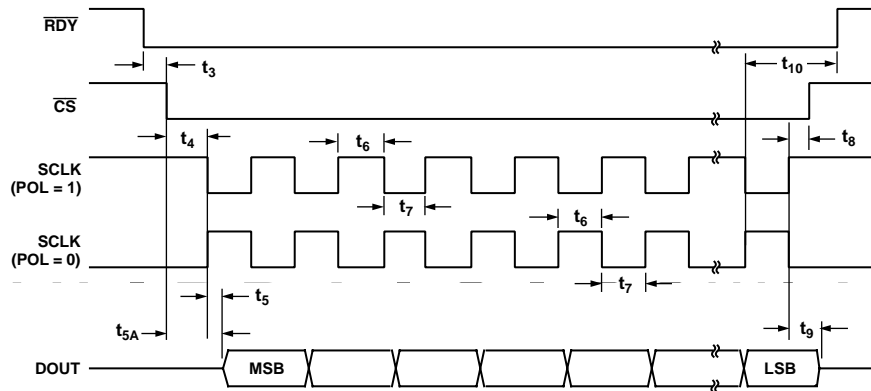 RDY
t3
t10
CS
t4
t6
t8
SCLK
(POL = 1)
t7
t6
SCLK
(POL = 0)
t7
t5
t5A
t9
DOUT
MSB
LSB